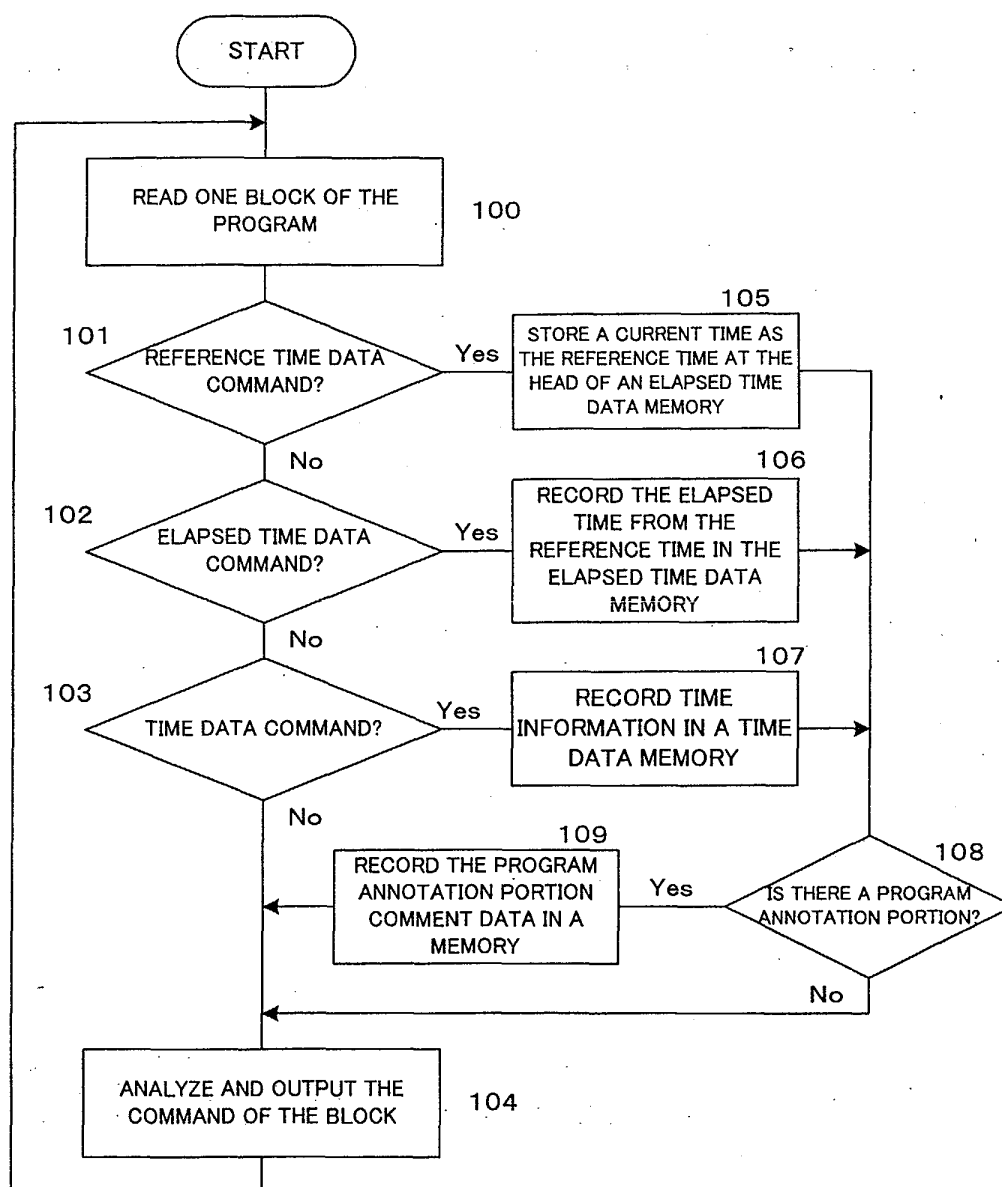 START
READ ONE BLOCK OF THE
PROGRAM
100
101
REFERENCE TIME DATA
COMMAND?
Yes
105
STORE A CURRENT TIME AS
THE REFERENCE TIME AT THE
HEAD OF AN ELAPSED TIME
DATA MEMORY
No
102
ELAPSED TIME DATA
COMMAND?
Yes
106
RECORD THE ELAPSED
TIME FROM THE
REFERENCE TIME IN THE
ELAPSED TIME DATA
MEMORY
No
103
TIME DATA COMMAND?
Yes
107
RECORD TIME
INFORMATION IN A TIME
DATA MEMORY
No
108
IS THERE A PROGRAM
ANNOTATION PORTION?
Yes
109
RECORD THE PROGRAM
ANNOTATION PORTION
COMMENT DATA IN A
MEMORY
No
ANALYZE AND OUTPUT THE
COMMAND OF THE BLOCK
104